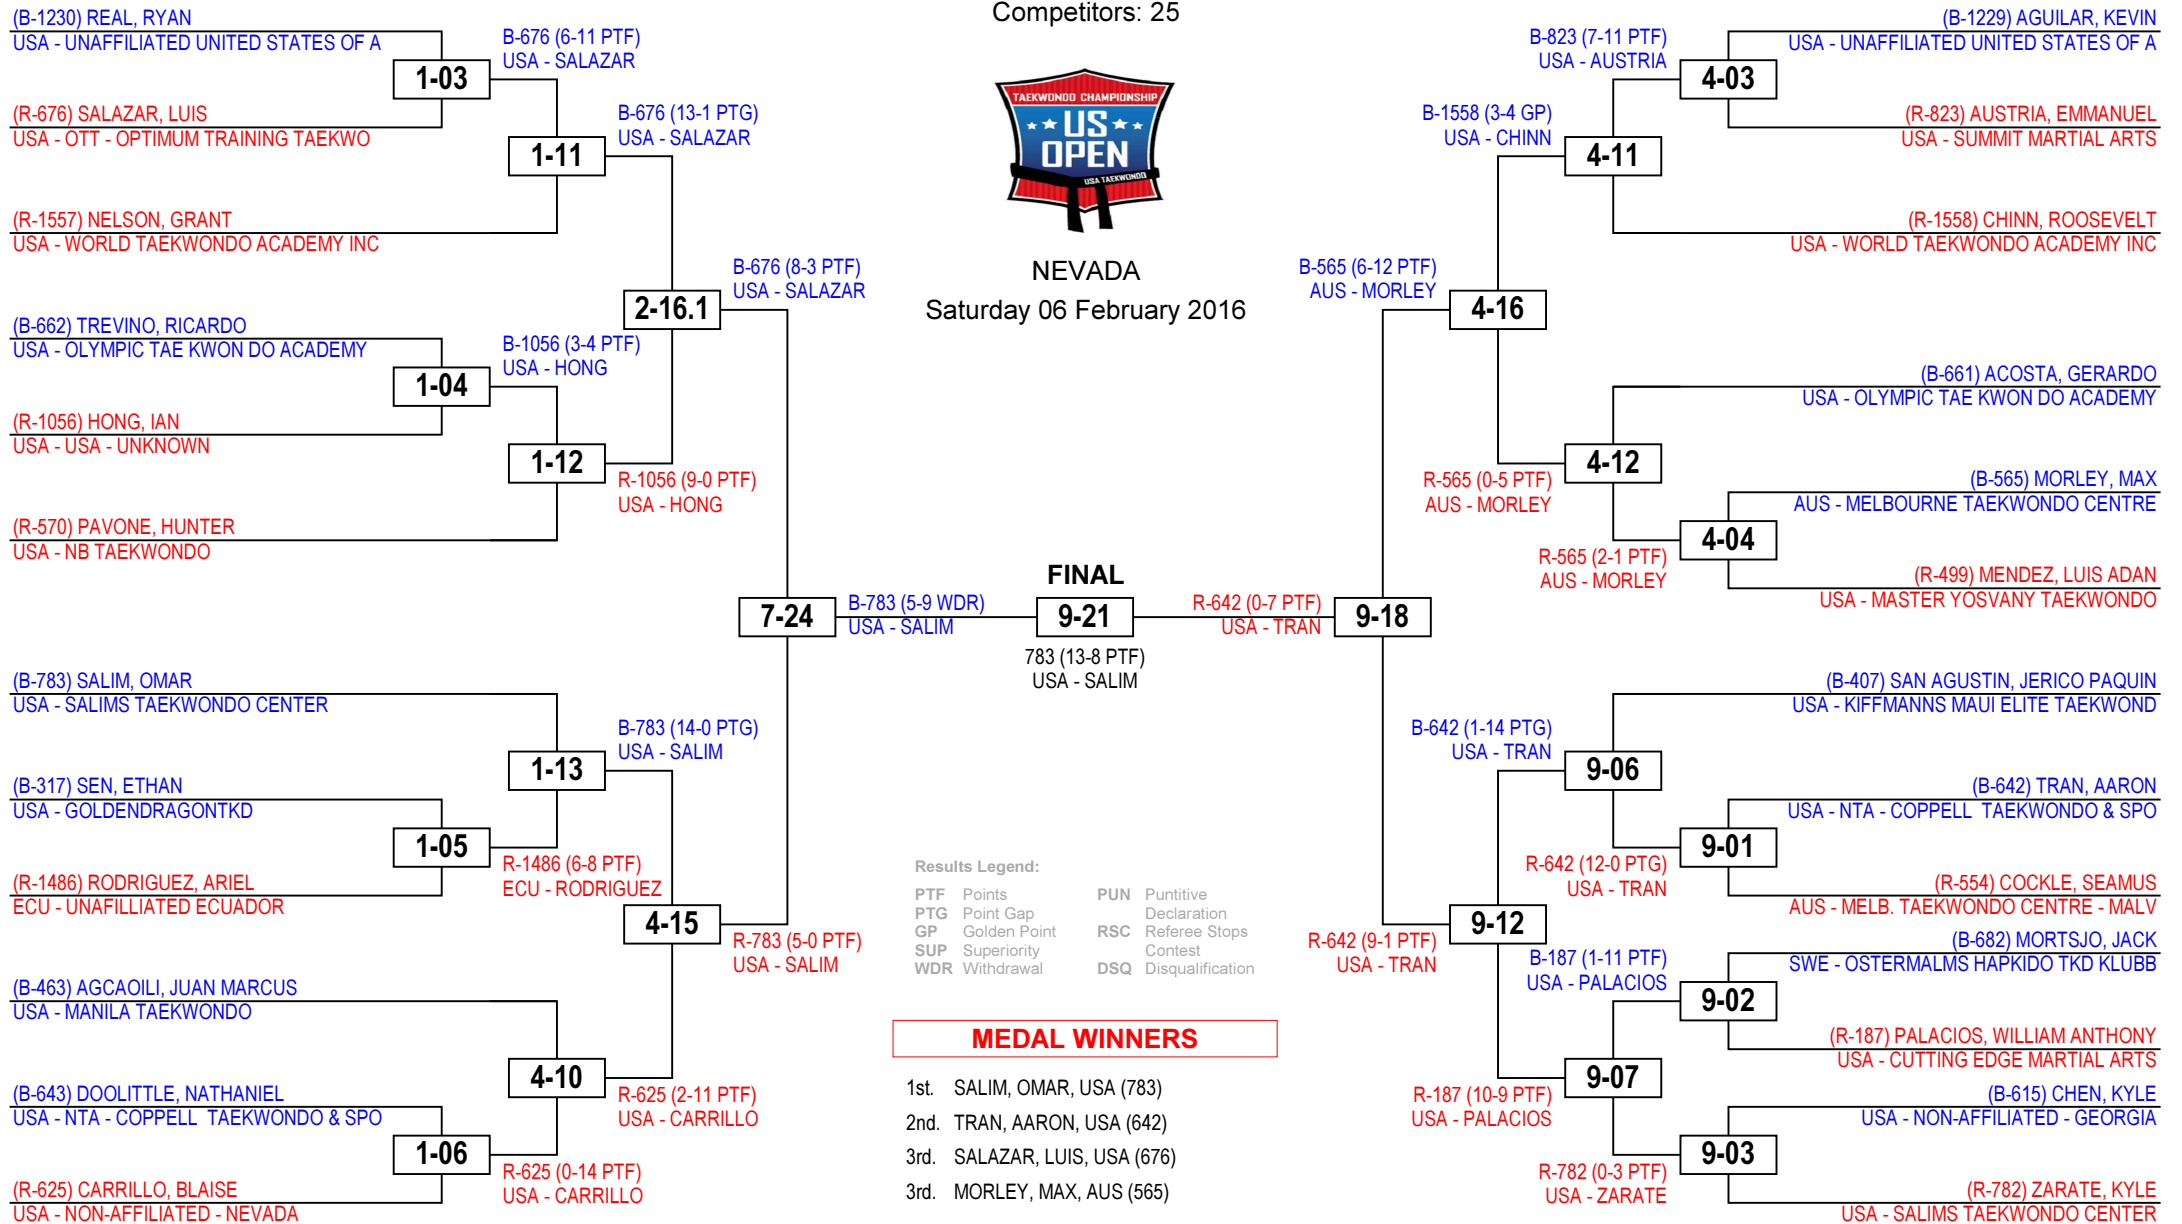 Competitors: 25
TAEKWONDO CHAMPIONSHIP
US
OPEN
USA TAEKWONDO
NEVADA
Saturday 06 February 2016
(B-1230) REAL, RYAN
USA - UNAFFILIATED UNITED STATES OF A
1-03
B-676 (6-11 PTF)
USA - SALAZAR
(R-676) SALAZAR, LUIS
USA - OTT - OPTIMUM TRAINING TAEKWO
1-11
B-676 (13-1 PTG)
USA - SALAZAR
(R-1557) NELSON, GRANT
USA - WORLD TAEKWONDO ACADEMY INC
2-16.1
B-676 (8-3 PTF)
USA - SALAZAR
(B-662) TREVINO, RICARDO
USA - OLYMPIC TAE KWON DO ACADEMY
1-04
B-1056 (3-4 PTF)
USA - HONG
(R-1056) HONG, IAN
USA - USA - UNKNOWN
1-12
R-1056 (9-0 PTF)
USA - HONG
(R-570) PAVONE, HUNTER
USA - NB TAEKWONDO
7-24
B-783 (5-9 WDR)
USA - SALIM
(B-783) SALIM, OMAR
USA - SALIMS TAEKWONDO CENTER
1-13
B-783 (14-0 PTG)
USA - SALIM
(B-317) SEN, ETHAN
USA - GOLDENDRAGONTKD
1-05
R-1486 (6-8 PTF)
ECU - RODRIGUEZ
(R-1486) RODRIGUEZ, ARIEL
ECU - UNAFILLIATED ECUADOR
4-15
R-783 (5-0 PTF)
USA - SALIM
(B-463) AGCAOILI, JUAN MARCUS
USA - MANILA TAEKWONDO
4-10
R-625 (2-11 PTF)
USA - CARRILLO
(B-643) DOOLITTLE, NATHANIEL
USA - NTA - COPPELL  TAEKWONDO & SPO
1-06
R-625 (0-14 PTF)
USA - CARRILLO
(R-625) CARRILLO, BLAISE
USA - NON-AFFILIATED - NEVADA
FINAL
9-21
783 (13-8 PTF)
USA - SALIM
(B-1229) AGUILAR, KEVIN
USA - UNAFFILIATED UNITED STATES OF A
B-823 (7-11 PTF)
USA - AUSTRIA
4-03
(R-823) AUSTRIA, EMMANUEL
USA - SUMMIT MARTIAL ARTS
B-1558 (3-4 GP)
USA - CHINN
4-11
(R-1558) CHINN, ROOSEVELT
USA - WORLD TAEKWONDO ACADEMY INC
B-565 (6-12 PTF)
AUS - MORLEY
4-16
(B-661) ACOSTA, GERARDO
USA - OLYMPIC TAE KWON DO ACADEMY
R-565 (0-5 PTF)
AUS - MORLEY
4-12
(B-565) MORLEY, MAX
AUS - MELBOURNE TAEKWONDO CENTRE
R-565 (2-1 PTF)
AUS - MORLEY
4-04
(R-499) MENDEZ, LUIS ADAN
USA - MASTER YOSVANY TAEKWONDO
R-642 (0-7 PTF)
USA - TRAN
9-18
(B-407) SAN AGUSTIN, JERICO PAQUIN
USA - KIFFMANNS MAUI ELITE TAEKWOND
B-642 (1-14 PTG)
USA - TRAN
9-06
(B-642) TRAN, AARON
USA - NTA - COPPELL  TAEKWONDO & SPO
R-642 (12-0 PTG)
USA - TRAN
9-01
(R-554) COCKLE, SEAMUS
AUS - MELB. TAEKWONDO CENTRE - MALV
R-642 (9-1 PTF)
USA - TRAN
9-12
(B-682) MORTSJO, JACK
SWE - OSTERMALMS HAPKIDO TKD KLUBB
B-187 (1-11 PTF)
USA - PALACIOS
9-02
(R-187) PALACIOS, WILLIAM ANTHONY
USA - CUTTING EDGE MARTIAL ARTS
R-187 (10-9 PTF)
USA - PALACIOS
9-07
(B-615) CHEN, KYLE
USA - NON-AFFILIATED - GEORGIA
R-782 (0-3 PTF)
USA - ZARATE
9-03
(R-782) ZARATE, KYLE
USA - SALIMS TAEKWONDO CENTER
Results Legend:
PTF Points
PTG Point Gap
GP Golden Point
SUP Superiority
WDR Withdrawal
PUN Puntitive
Declaration
RSC Referee Stops
Contest
DSQ Disqualification
MEDAL WINNERS
1st. SALIM, OMAR, USA (783)
2nd. TRAN, AARON, USA (642)
3rd. SALAZAR, LUIS, USA (676)
3rd. MORLEY, MAX, AUS (565)